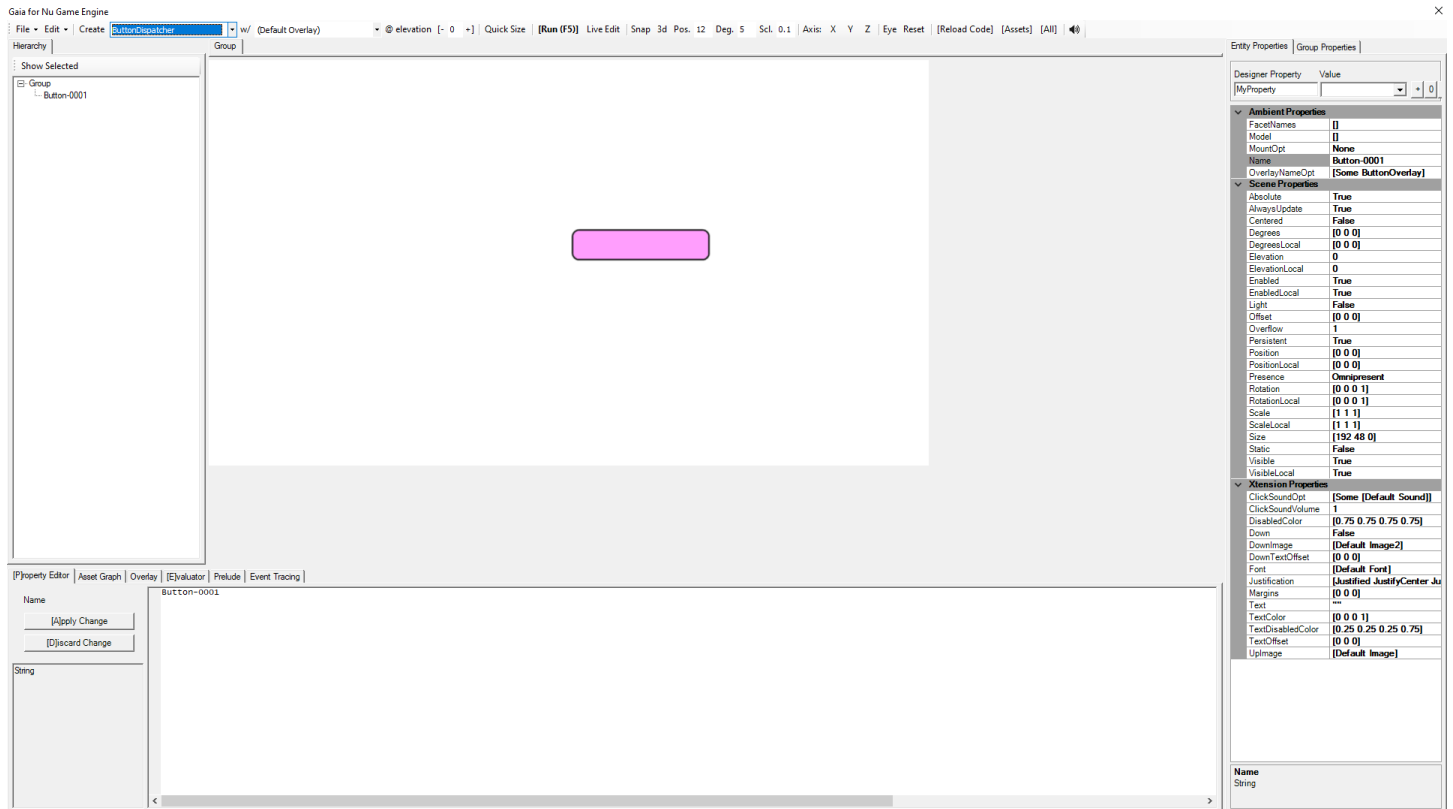 Gaia for Nu Game Engine
File Edit Create ButtonDispatcher w/ (Default Overlay) @ elevation [- 0 +] Quick Size [Run (F5)] Live Edit Snap 3d Pos. 12 Deg. 5 Scl. 0.1 Axis: X Y Z Eye Reset [Reload Code] [Assets] [All]
Hierarchy
Show Selected
Group
Button-0001
Group
Entity Properties Group Properties
Designer Property Value
MyProperty + 0
Ambient Properties
FacetNames []
Model []
MountOpt None
Name Button-0001
OverlayNameOpt [Some ButtonOverlay]
Scene Properties
Absolute True
AlwaysUpdate True
Centered False
Degrees [0 0 0]
DegreesLocal [0 0 0]
Elevation 0
ElevationLocal 0
Enabled True
EnabledLocal True
Light False
Offset [0 0 0]
Overflow 1
Persistent True
Position [0 0 0]
PositionLocal [0 0 0]
Presence Omnipresent
Rotation [0 0 0 1]
RotationLocal [0 0 0 1]
Scale [1 1 1]
ScaleLocal [1 1 1]
Size [192 48 0]
Static False
Visible True
VisibleLocal True
Xtension Properties
ClickSoundOpt [Some [Default Sound]]
ClickSoundVolume 1
DisabledColor [0.75 0.75 0.75 0.75]
Down False
DownImage [Default Image2]
DownTextOffset [0 0 0]
Font [Default Font]
Justification [Justified JustifyCenter Ju
Margins [0 0 0]
Text ""
TextColor [0 0 0 1]
TextDisabledColor [0.25 0.25 0.25 0.75]
TextOffset [0 0 0]
UpImage [Default Image]
Name
String
[P]roperty Editor Asset Graph Overlay [E]valuator Prelude Event Tracing
Name
[A]pply Change
[D]iscard Change
String
Button-0001